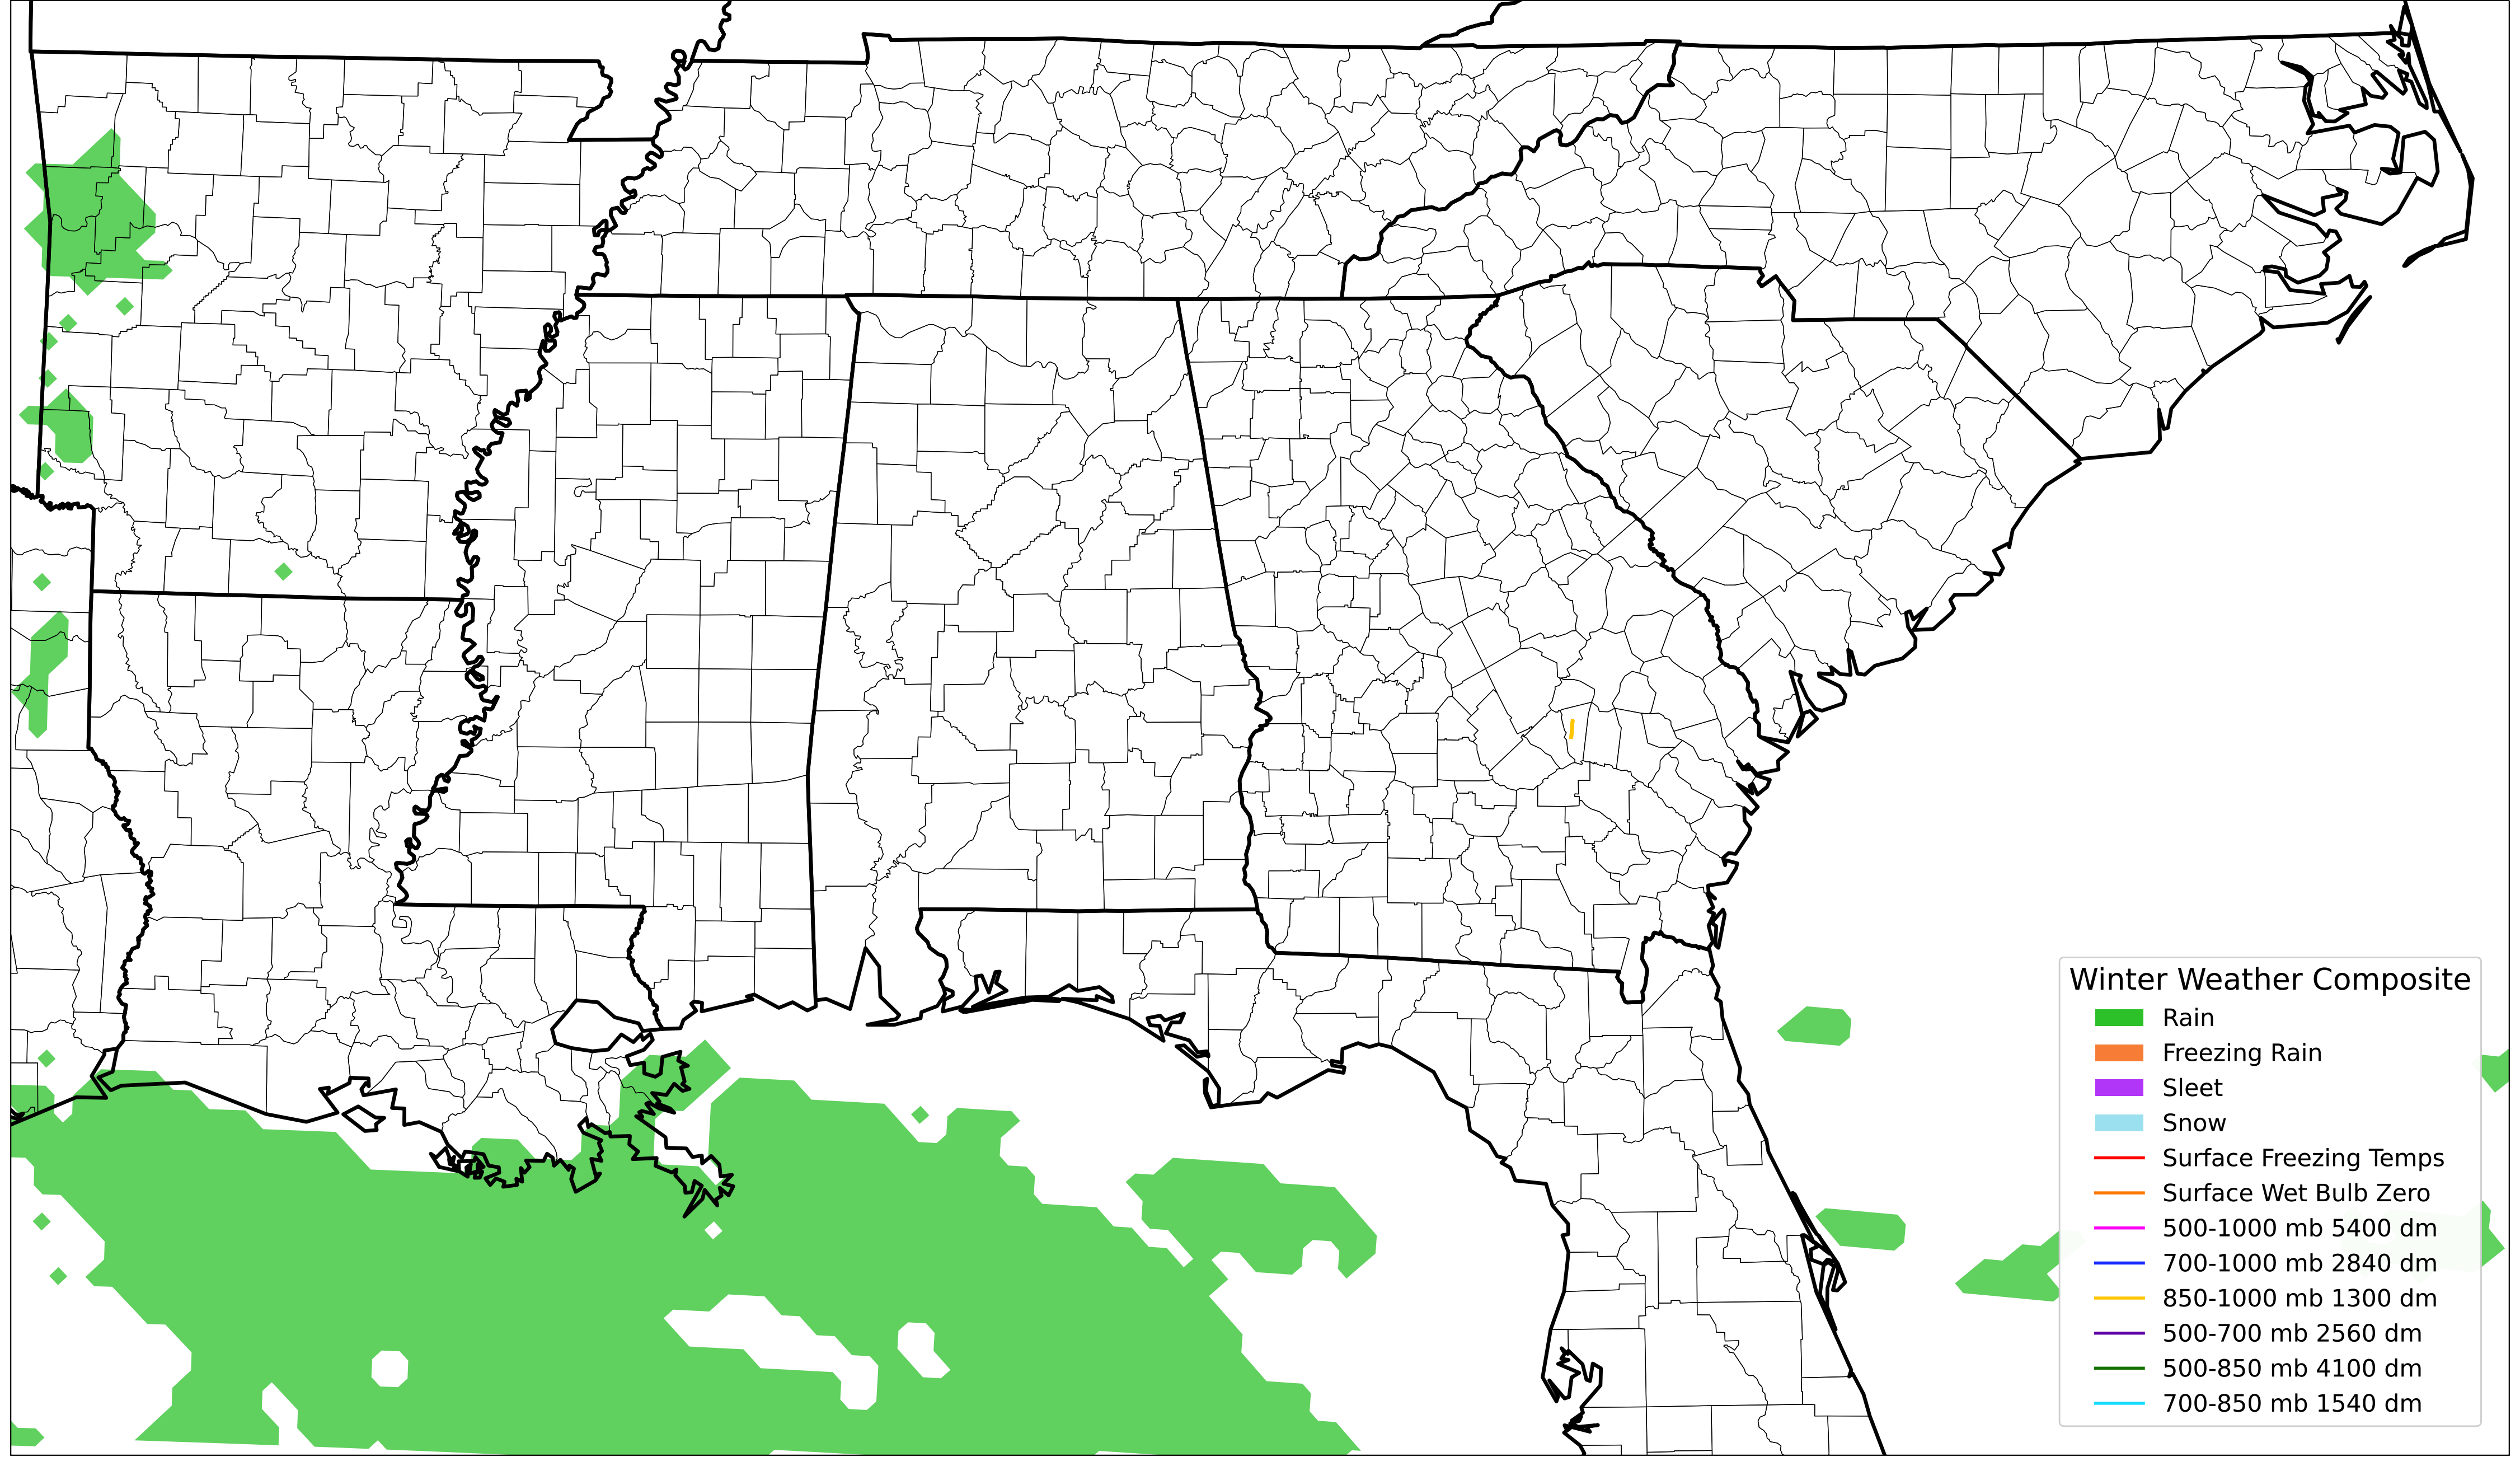 Winter Weather Composite
Rain
Freezing Rain
Sleet
Snow
Surface Freezing Temps
Surface Wet Bulb Zero
500-1000 mb 5400 dm
700-1000 mb 2840 dm
850-1000 mb 1300 dm
500-700 mb 2560 dm
500-850 mb 4100 dm
700-850 mb 1540 dm